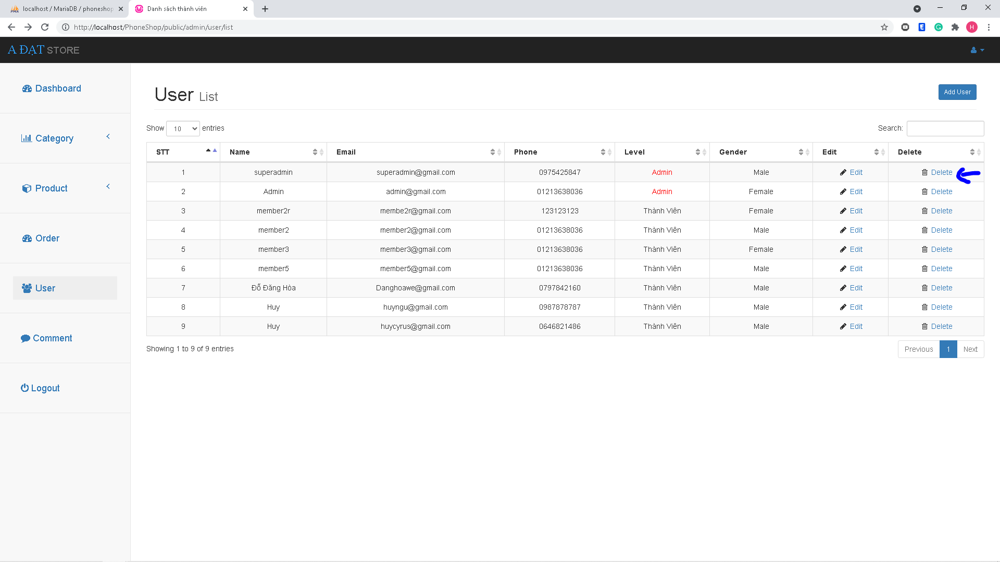 localhost / MariaDB / phoneshop
Danh sách thành viên
http://localhost/PhoneShop/public/admin/user/list
H
A ĐẠT STORE
Dashboard
Category
Product
Order
User
Comment
Logout
User List
Add User
Show 10 entries
Search:
STT Name Email Phone Level Gender Edit Delete
1 superadmin superadmin@gmail.com 0975425847 Admin Male Edit Delete
2 Admin admin@gmail.com 01213638036 Admin Female Edit Delete
3 member2r membe2r@gmail.com 123123123 Thành Viên Female Edit Delete
4 member2 member2@gmail.com 01213638036 Thành Viên Male Edit Delete
5 member3 member3@gmail.com 01213638036 Thành Viên Female Edit Delete
6 member5 member5@gmail.com 01213638036 Thành Viên Male Edit Delete
7 Đỗ Đăng Hòa Danghoawe@gmail.com 0797842160 Thành Viên Male Edit Delete
8 Huy huyngu@gmail.com 0987878787 Thành Viên Male Edit Delete
9 Huy huycyrus@gmail.com 0646821486 Thành Viên Male Edit Delete
Showing 1 to 9 of 9 entries
Previous 1 Next